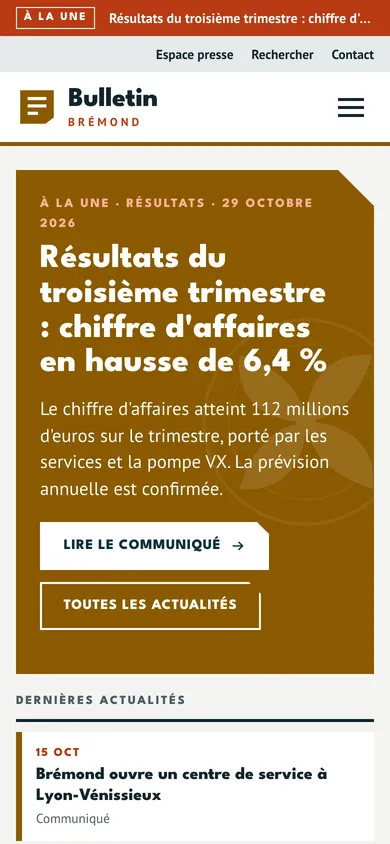 À LA UNE Résultats du troisième trimestre : chiffre d'...
Espace presse Rechercher Contact
Bulletin
BRÉMOND
À LA UNE · RÉSULTATS · 29 OCTOBRE
2026
Résultats du
troisième trimestre
: chiffre d'affaires
en hausse de 6,4 %
Le chiffre d'affaires atteint 112 millions
d'euros sur le trimestre, porté par les
services et la pompe VX. La prévision
annuelle est confirmée.
LIRE LE COMMUNIQUÉ →
TOUTES LES ACTUALITÉS
DERNIÈRES ACTUALITÉS
15 OCT
Brémond ouvre un centre de service à
Lyon-Vénissieux
Communiqué